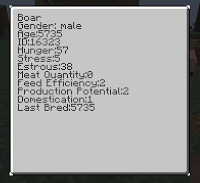 Boar
Gender: male
Age:5735
ID:16323
Hunger:57
Stress:5
Estrous:38
Meat Quantity:0
Feed Efficiency:2
Production Potential:2
Domestication:1
Last Bred:5735